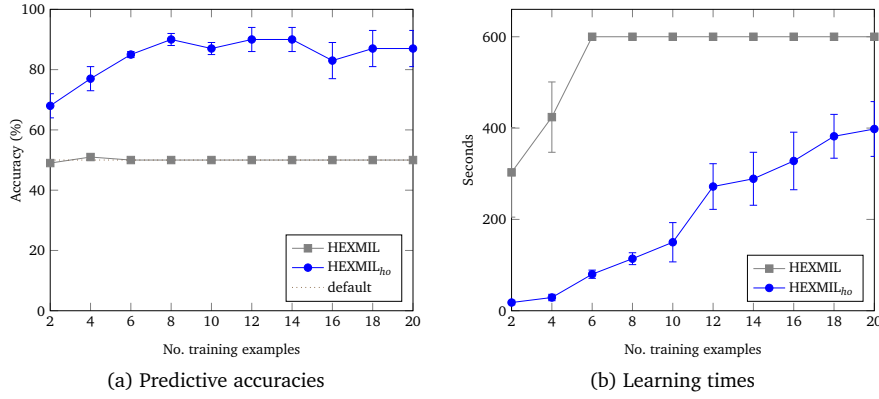 100
80
60
40
20
0
Accuracy (%)
HEXMIL
HEXMILho
default
2 4 6 8 10 12 14 16 18 20
No. training examples
(a) Predictive accuracies
600
400
200
0
Seconds
HEXMIL
HEXMILho
2 4 6 8 10 12 14 16 18 20
No. training examples
(b) Learning times